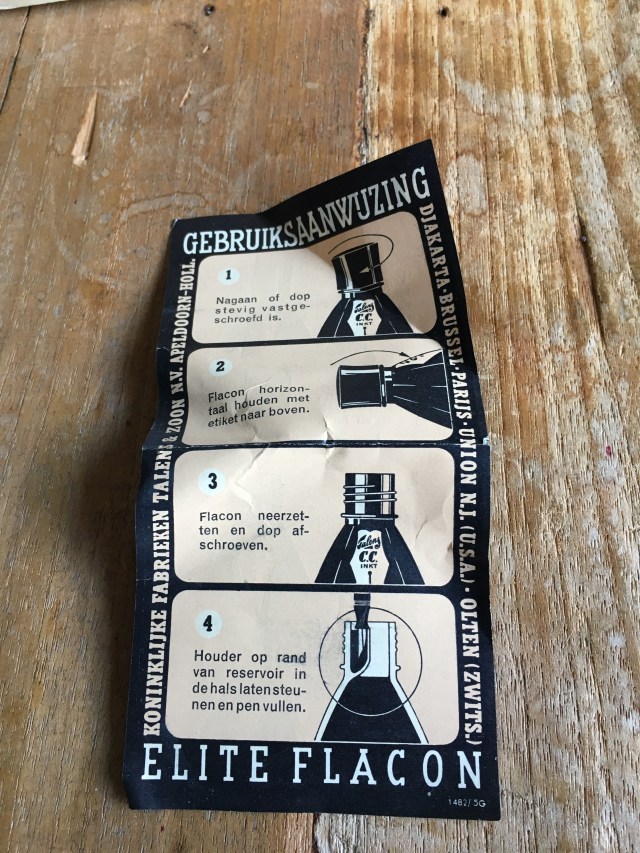 GEBRUIKSAANWIJZING
1
Nagaan of dop
stevig vastge-
schroefd is.
Talens
C.C.
INKT
2
Flacon horizon-
taal houden met
etiket naar boven.
3
Flacon neerzet-
ten en dop af-
schroeven.
Talens
C.C.
INKT
4
Houder op rand
van reservoir in
de hals laten steu-
nen en pen vullen.
KONINKLIJKE FABRIEKEN TALENS & ZOON N.V. APELDOORN-HOLL.
DJAKARTA·BRUSSEL·PARIJS·UNION N.J. (U.S.A.)·OLTEN (ZWITS.)
ELITE FLACON
1482/5G